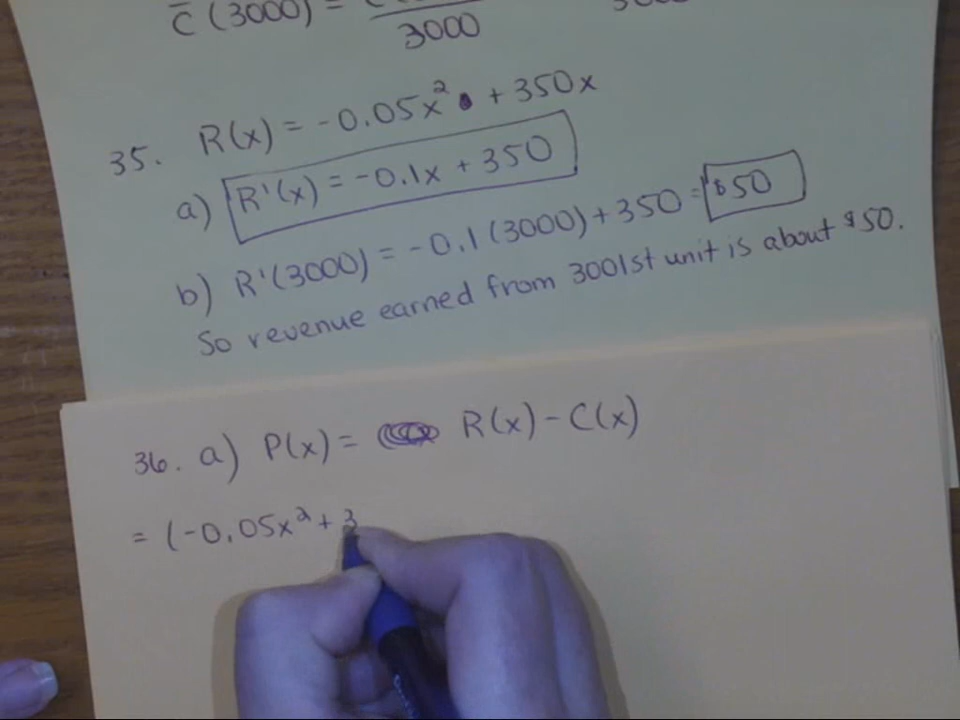 C̅(3000) =
3000
35. R(x) = -0.05x² + 350x
a) R'(x) = -0.1x + 350
b) R'(3000) = -0.1(3000)+350 = $50
So revenue earned from 3001st unit is about $50.
36. a) P(x) = R(x) - C(x)
= (-0.05x² + 3